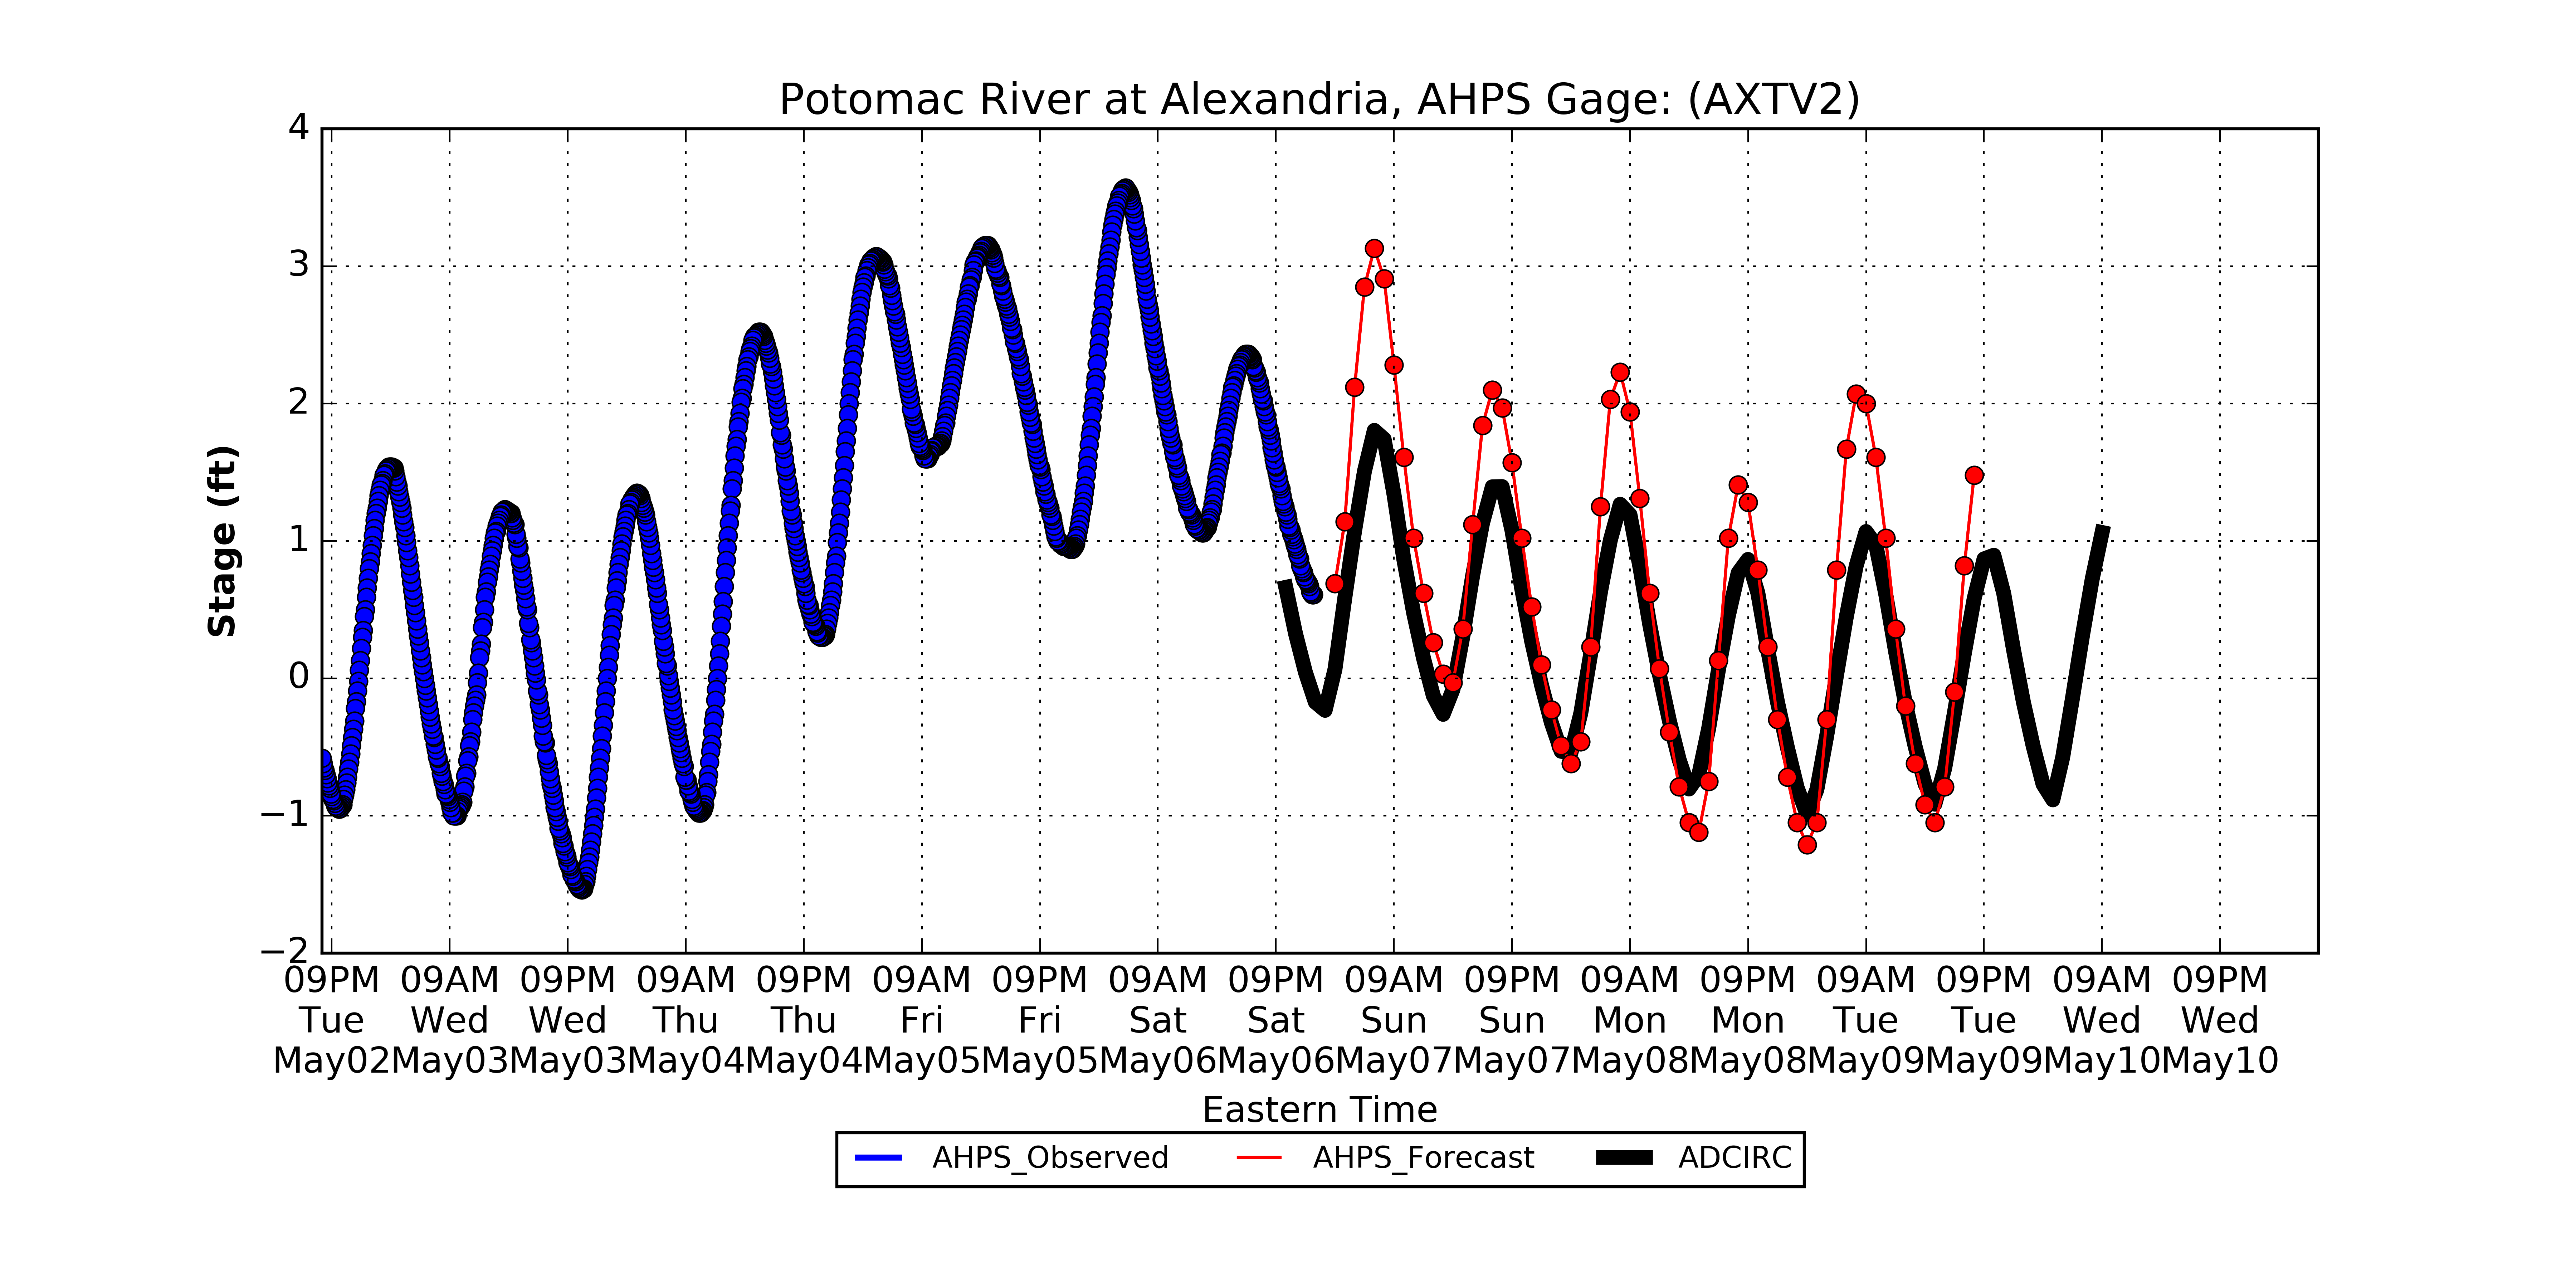 Potomac River at Alexandria, AHPS Gage: (AXTV2)
4
3
2
1
0
−1
−2
Stage (ft)
09PM 09AM 09PM 09AM 09PM 09AM 09PM 09AM 09PM 09AM 09PM 09AM 09PM 09AM 09PM 09AM 09PM
Tue Wed Wed Thu Thu Fri Fri Sat Sat Sun Sun Mon Mon Tue Tue Wed Wed
May02 May03 May03 May04 May04 May05 May05 May06 May06 May07 May07 May08 May08 May09 May09 May10 May10
Eastern Time
AHPS_Observed AHPS_Forecast ADCIRC